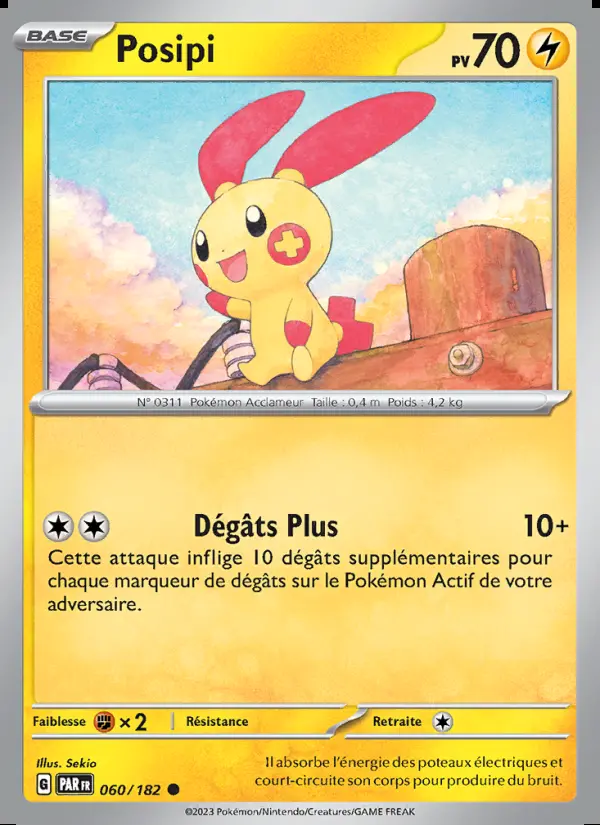 BASE
Posipi
PV 70
N° 0311 Pokémon Acclameur Taille : 0,4 m Poids : 4,2 kg
Dégâts Plus 10+
Cette attaque inflige 10 dégâts supplémentaires pour
chaque marqueur de dégâts sur le Pokémon Actif de votre
adversaire.
Faiblesse ×2 Résistance Retraite
Illus. Sekio
Il absorbe l'énergie des poteaux électriques et
court-circuite son corps pour produire du bruit.
G PAR FR 060/182
©2023 Pokémon/Nintendo/Creatures/GAME FREAK